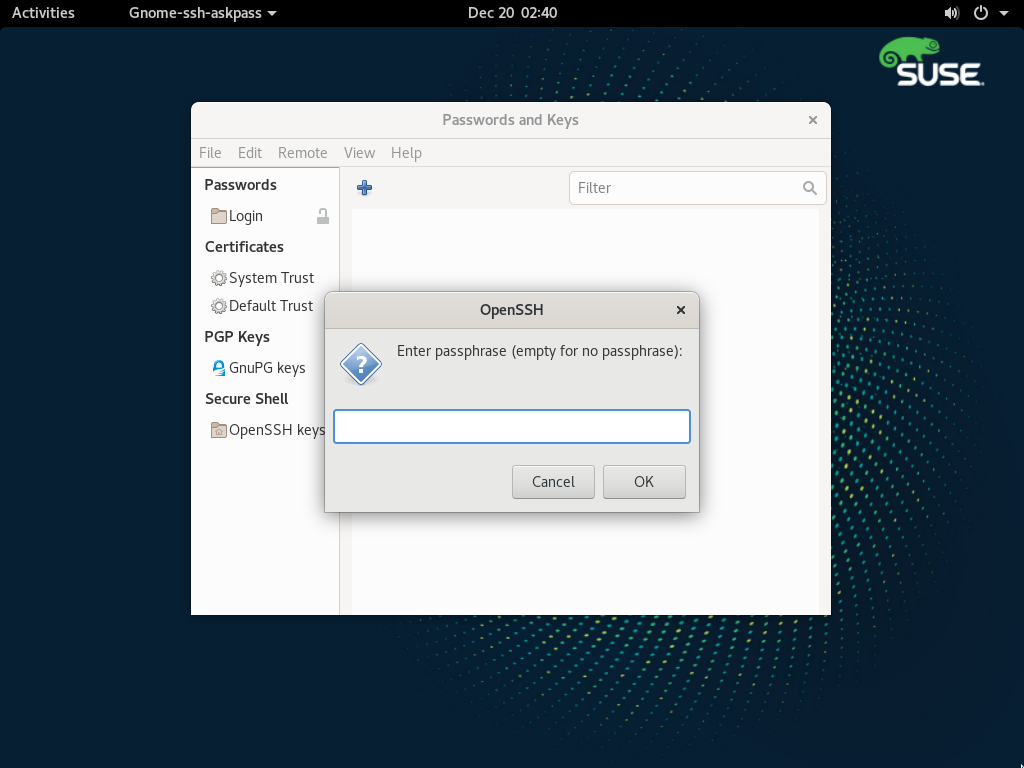 Activities Gnome-ssh-askpass Dec 20 02:40
SUSE
Passwords and Keys
File Edit Remote View Help
Passwords
Filter
Login
Certificates
System Trust
Default Trust
PGP Keys
GnuPG keys
Secure Shell
OpenSSH keys
OpenSSH
Enter passphrase (empty for no passphrase):
Cancel OK